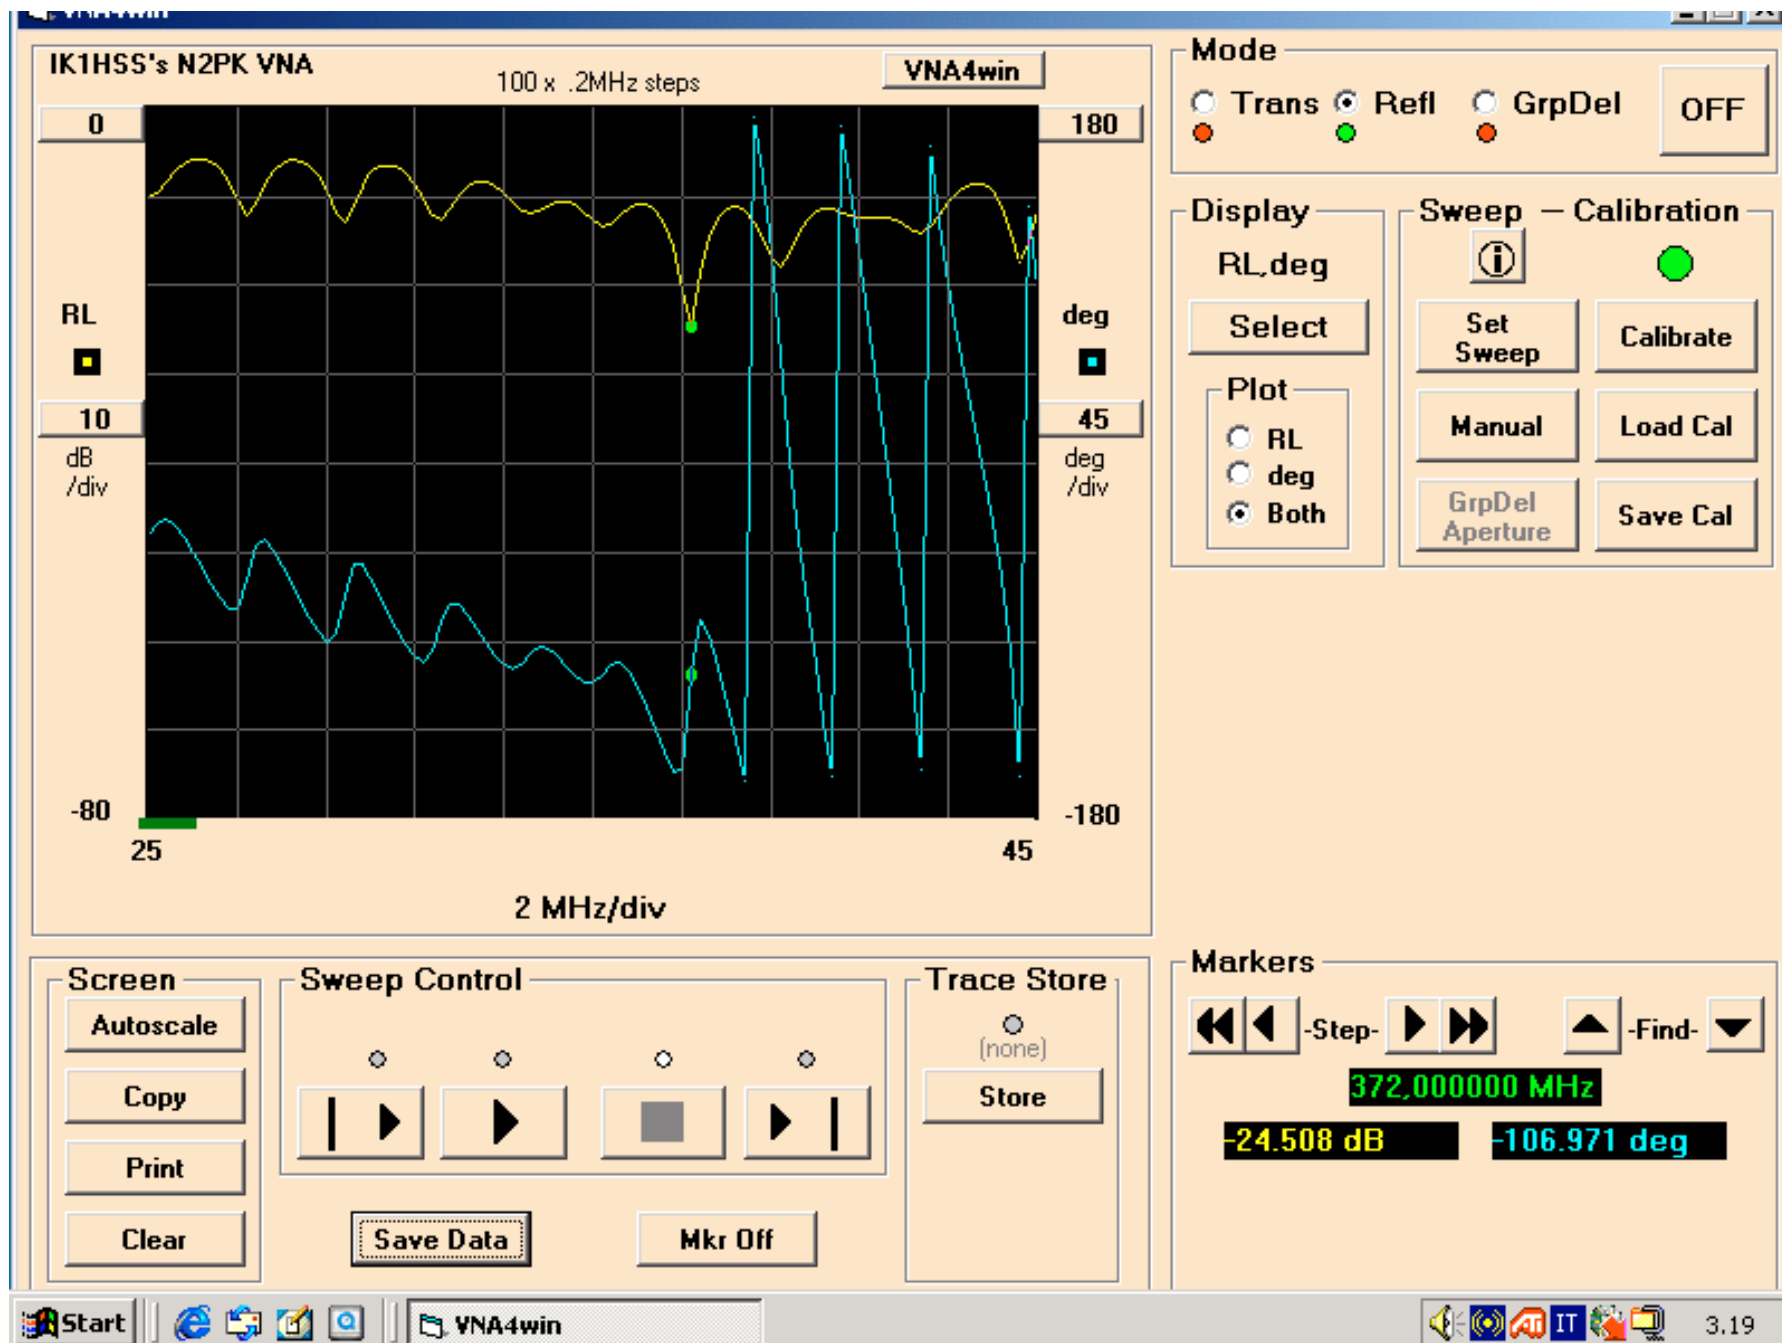 VNA4win
IK1HSS's N2PK VNA
100 x .2MHz steps
VNA4win
0
180
RL
deg
10
45
dB
/div
deg
/div
-80
-180
25
45
2 MHz/div
Mode
Trans
Refl
GrpDel
OFF
Display
RL,deg
Select
Plot
RL
deg
Both
Sweep – Calibration
Set
Sweep
Calibrate
Manual
Load Cal
GrpDel
Aperture
Save Cal
Screen
Autoscale
Copy
Print
Clear
Sweep Control
Save Data
Mkr Off
Trace Store
(none)
Store
Markers
-Step-
-Find-
372,000000 MHz
-24.508 dB
-106.971 deg
Start
VNA4win
IT
3.19